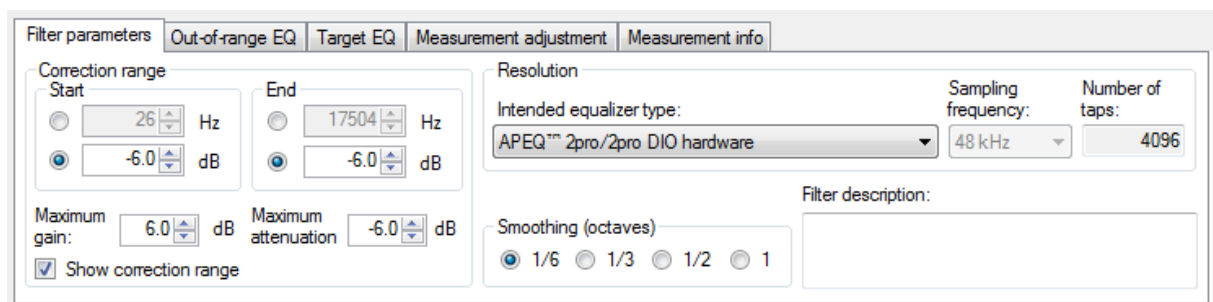 Filter parameters Out-of-range EQ Target EQ Measurement adjustment Measurement info
Correction range
Start
26 Hz
-6.0 dB
End
17504 Hz
-6.0 dB
Maximum gain: 6.0 dB
Maximum attenuation -6.0 dB
Show correction range
Resolution
Intended equalizer type:
APEQ™ 2pro/2pro DIO hardware
Sampling frequency:
48 kHz
Number of taps:
4096
Smoothing (octaves)
1/6 1/3 1/2 1
Filter description: